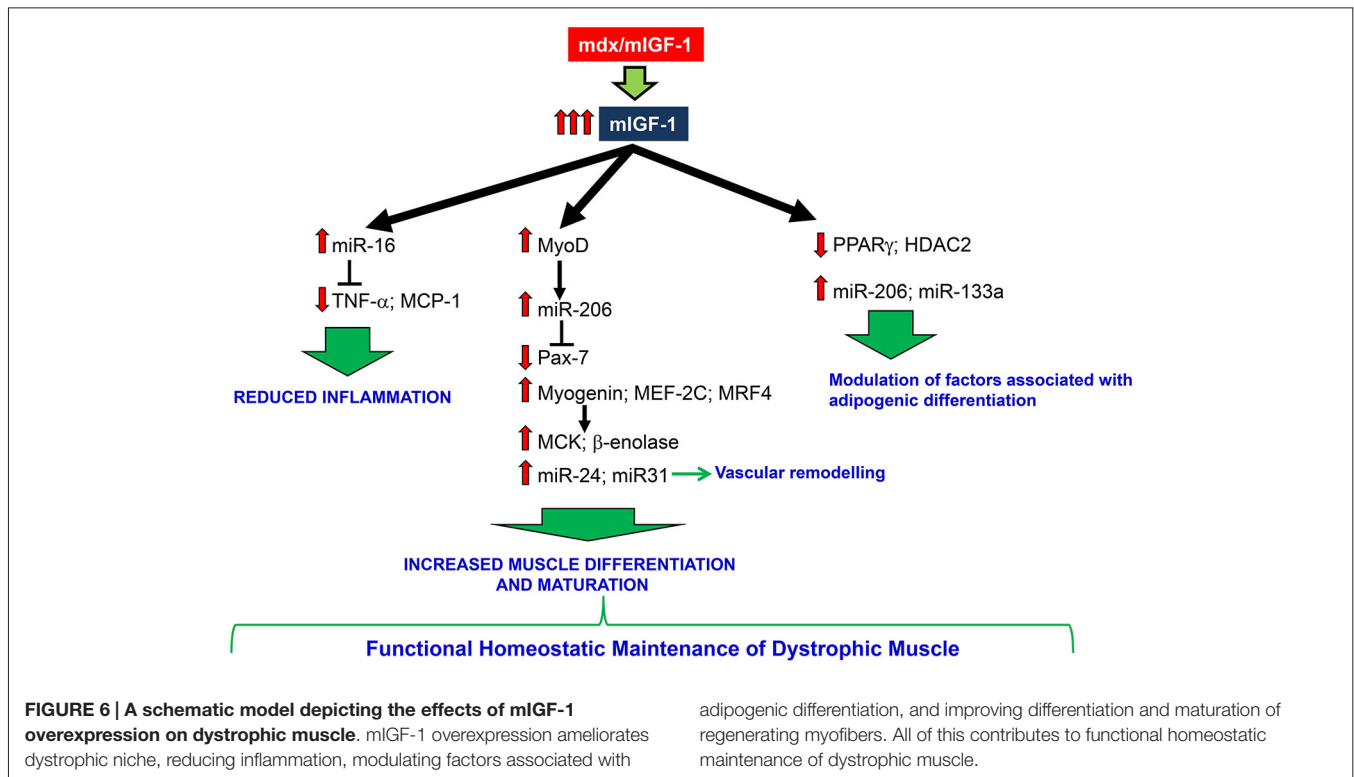 mdx/mIGF-1
mIGF-1
miR-16
TNF-α; MCP-1
REDUCED INFLAMMATION
MyoD
miR-206
Pax-7
Myogenin; MEF-2C; MRF4
MCK; β-enolase
miR-24; miR31
Vascular remodelling
INCREASED MUSCLE DIFFERENTIATION
AND MATURATION
PPARγ; HDAC2
miR-206; miR-133a
Modulation of factors associated with
adipogenic differentiation
Functional Homeostatic Maintenance of Dystrophic Muscle
FIGURE 6 | A schematic model depicting the effects of mIGF-1
overexpression on dystrophic muscle. mIGF-1 overexpression ameliorates
dystrophic niche, reducing inflammation, modulating factors associated with
adipogenic differentiation, and improving differentiation and maturation of
regenerating myofibers. All of this contributes to functional homeostatic
maintenance of dystrophic muscle.